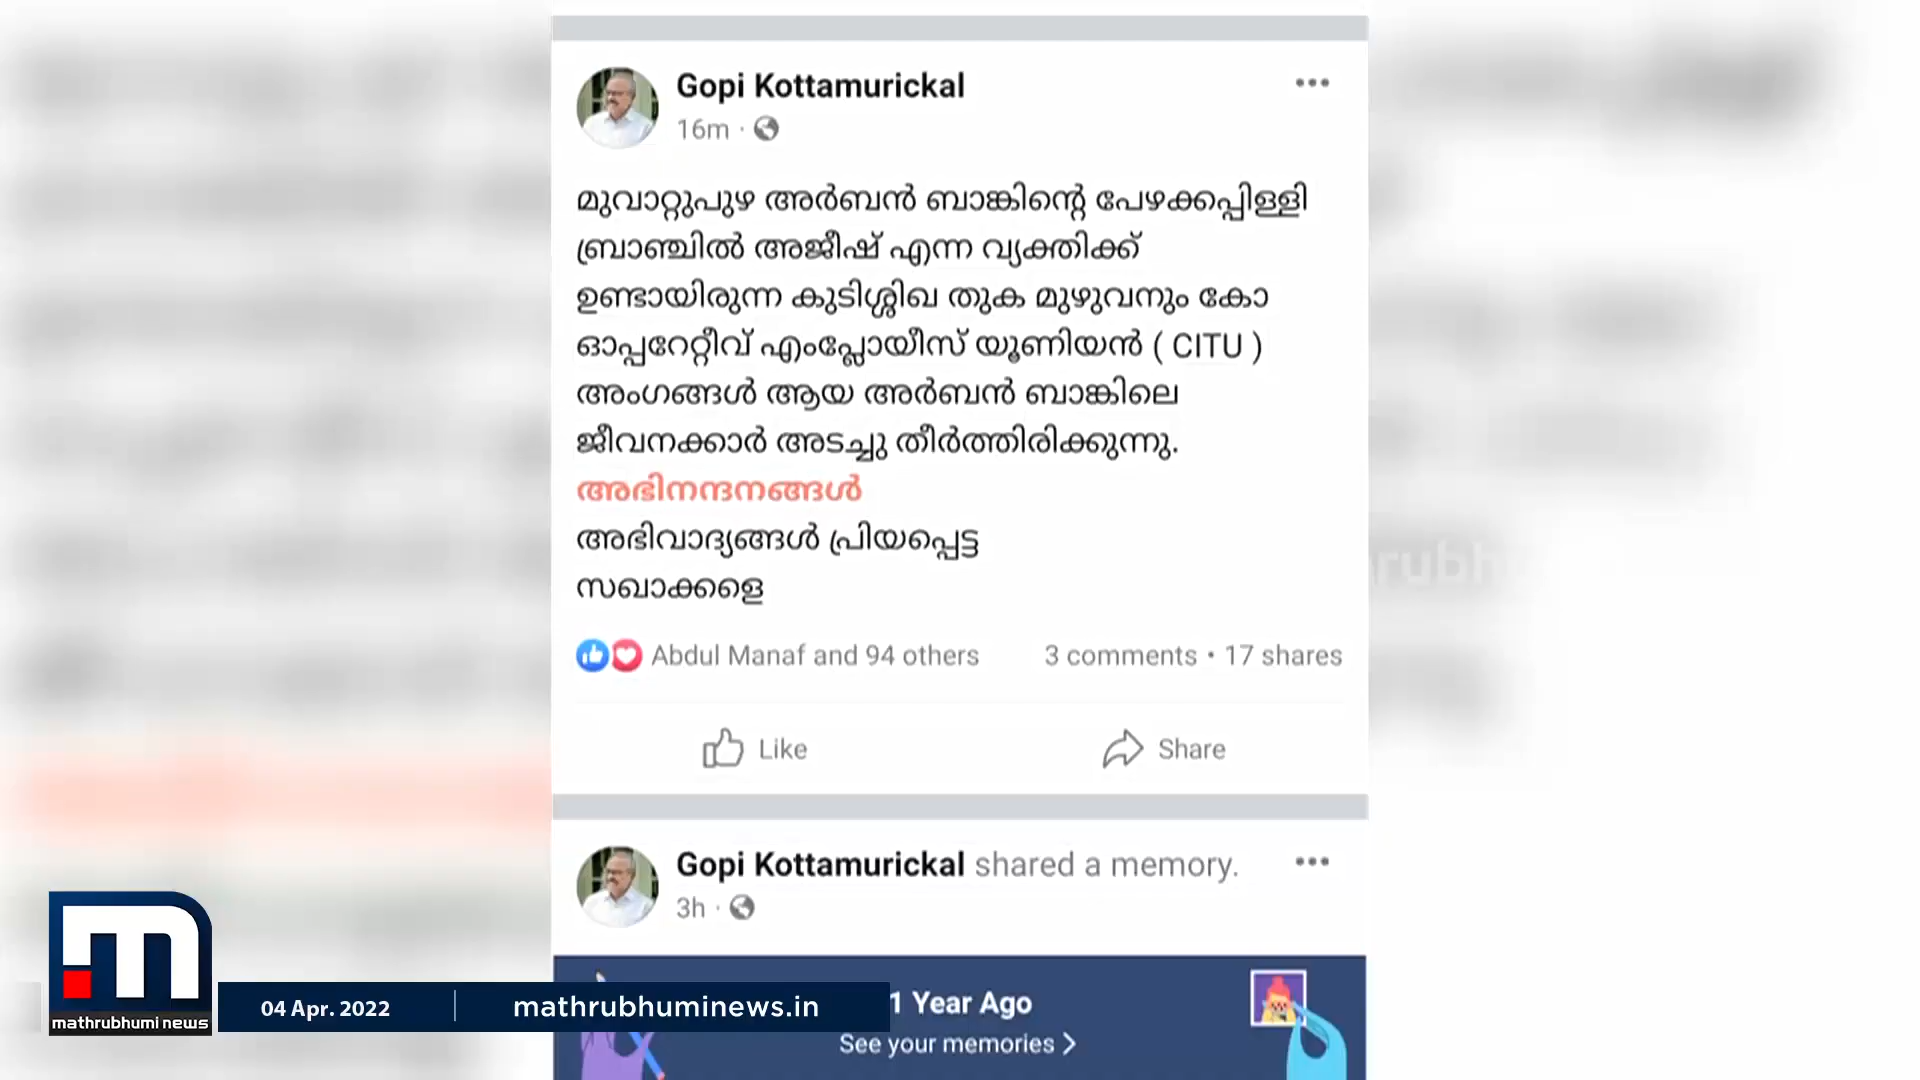 Gopi Kottamurickal
16m ·
മുവാറ്റുപുഴ അർബൻ ബാങ്കിന്റെ പേഴക്കപ്പിള്ളി
ബ്രാഞ്ചിൽ അജീഷ് എന്ന വ്യക്തിക്ക്
ഉണ്ടായിരുന്ന കുടിശ്ശിഖ തുക മുഴുവനും കോ
ഓപ്പറേറ്റീവ് എംപ്ലോയീസ് യൂണിയൻ ( CITU )
അംഗങ്ങൾ ആയ അർബൻ ബാങ്കിലെ
ജീവനക്കാർ അടച്ചു തീർത്തിരിക്കുന്നു.
അഭിനന്ദനങ്ങൾ
അഭിവാദ്യങ്ങൾ പ്രിയപ്പെട്ട
സഖാക്കളെ
Abdul Manaf and 94 others 3 comments • 17 shares
Like Share
Gopi Kottamurickal shared a memory.
3h ·
1 Year Ago
See your memories
mathrubhumi news
04 Apr. 2022 mathrubhuminews.in